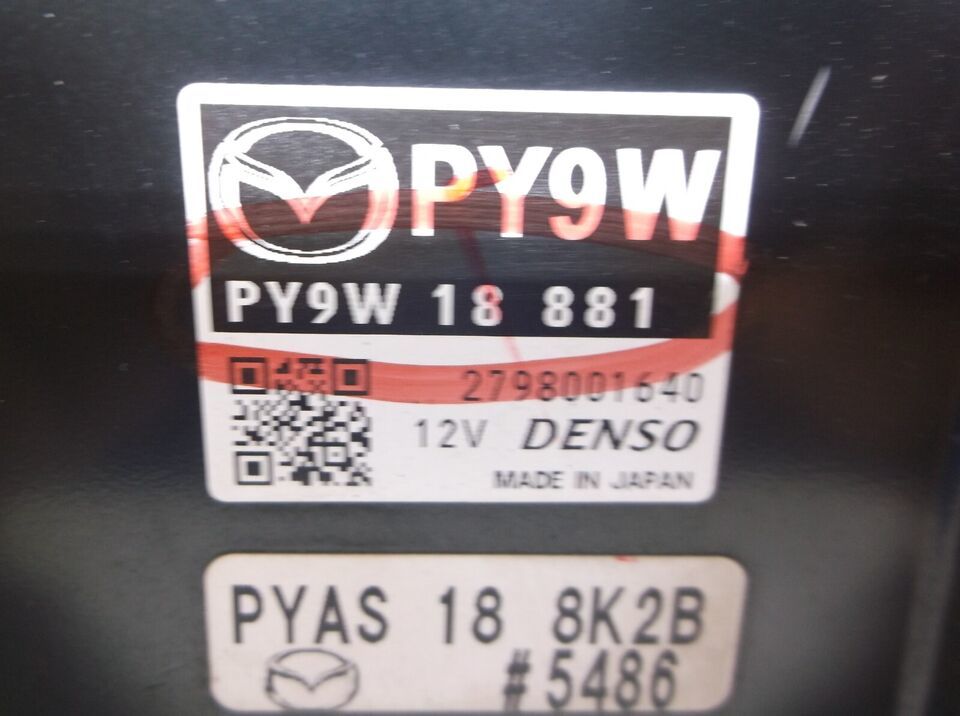 PY9W
PY9W 18 881
2798001640
12V DENSO
MADE IN JAPAN
PYAS 18 8K2B
#5486